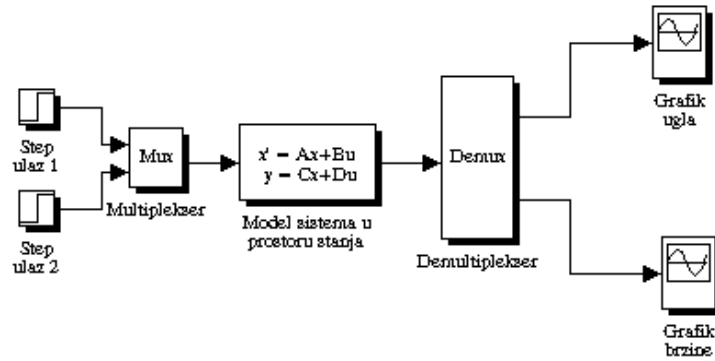 Step
ulaz 1
Step
ulaz 2
Mux
Multiplekser
x' = Ax+Bu
y = Cx+Du
Model sistema u
prostoru stanja
Demux
Demultiplekser
Grafik
ugla
Grafik
brzine